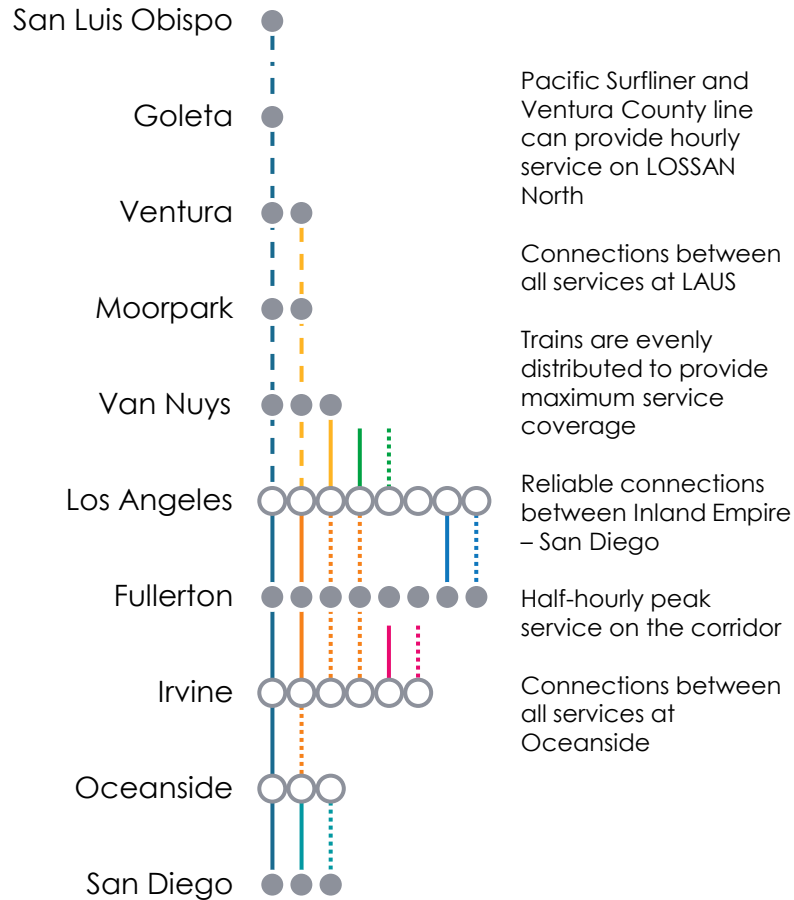 San Luis Obispo
Goleta
Ventura
Moorpark
Van Nuys
Los Angeles
Fullerton
Irvine
Oceanside
San Diego
Pacific Surfliner and
Ventura County line
can provide hourly
service on LOSSAN
North
Connections between
all services at LAUS
Trains are evenly
distributed to provide
maximum service
coverage
Reliable connections
between Inland Empire
– San Diego
Half-hourly peak
service on the corridor
Connections between
all services at
Oceanside